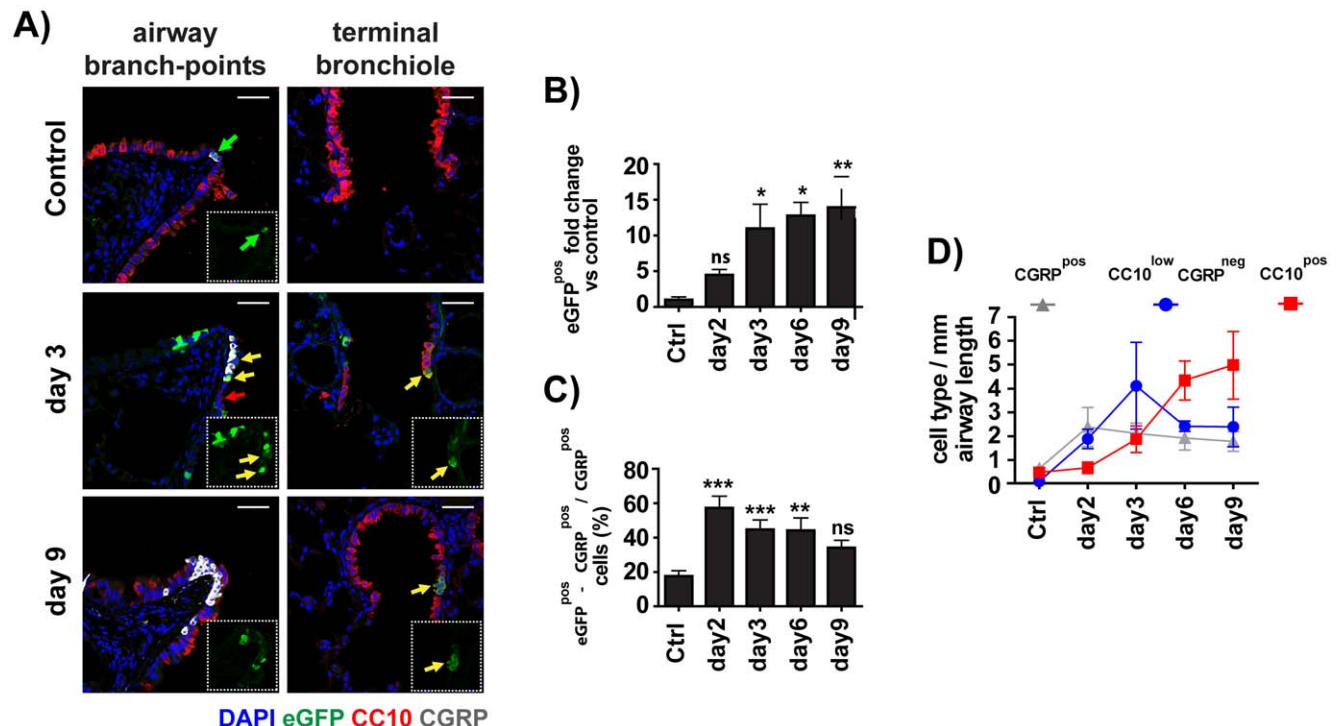 A)
airway
branch-points
terminal
bronchiole
Control
day 3
day 9
DAPI eGFP CC10 CGRP
B)
eGFP^pos fold change
vs control
20
15
10
5
0
ns
*
*
**
Ctrl
day2
day3
day6
day9
C)
eGFP^pos - CGRP^pos / CGRP^pos
cells (%)
80
60
40
20
0
***
***
**
ns
Ctrl
day2
day3
day6
day9
D)
CGRP^pos
CC10^low CGRP^neg
CC10^pos
cell type / mm
airway length
7
6
5
4
3
2
1
0
Ctrl
day2
day3
day6
day9